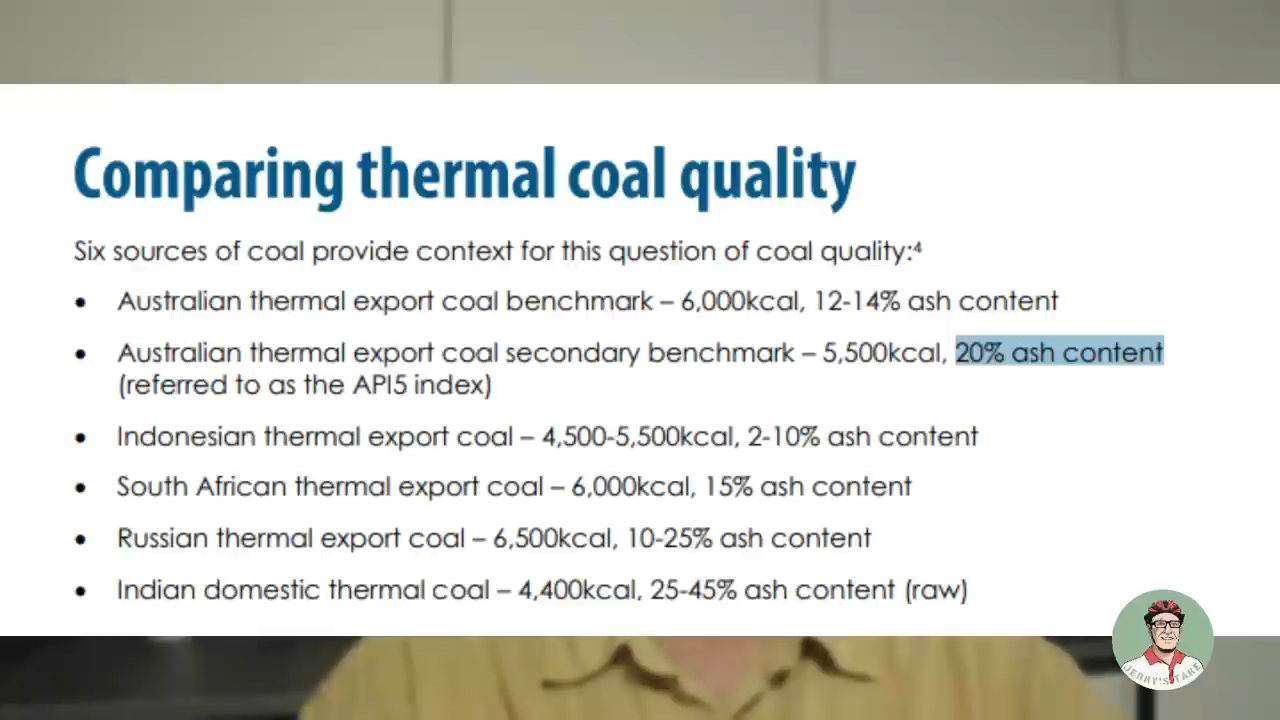 Comparing thermal coal quality
Six sources of coal provide context for this question of coal quality:⁴
• Australian thermal export coal benchmark – 6,000kcal, 12-14% ash content
• Australian thermal export coal secondary benchmark – 5,500kcal, 20% ash content
(referred to as the API5 index)
• Indonesian thermal export coal – 4,500-5,500kcal, 2-10% ash content
• South African thermal export coal – 6,000kcal, 15% ash content
• Russian thermal export coal – 6,500kcal, 10-25% ash content
• Indian domestic thermal coal – 4,400kcal, 25-45% ash content (raw)
JERRY'S TAKE